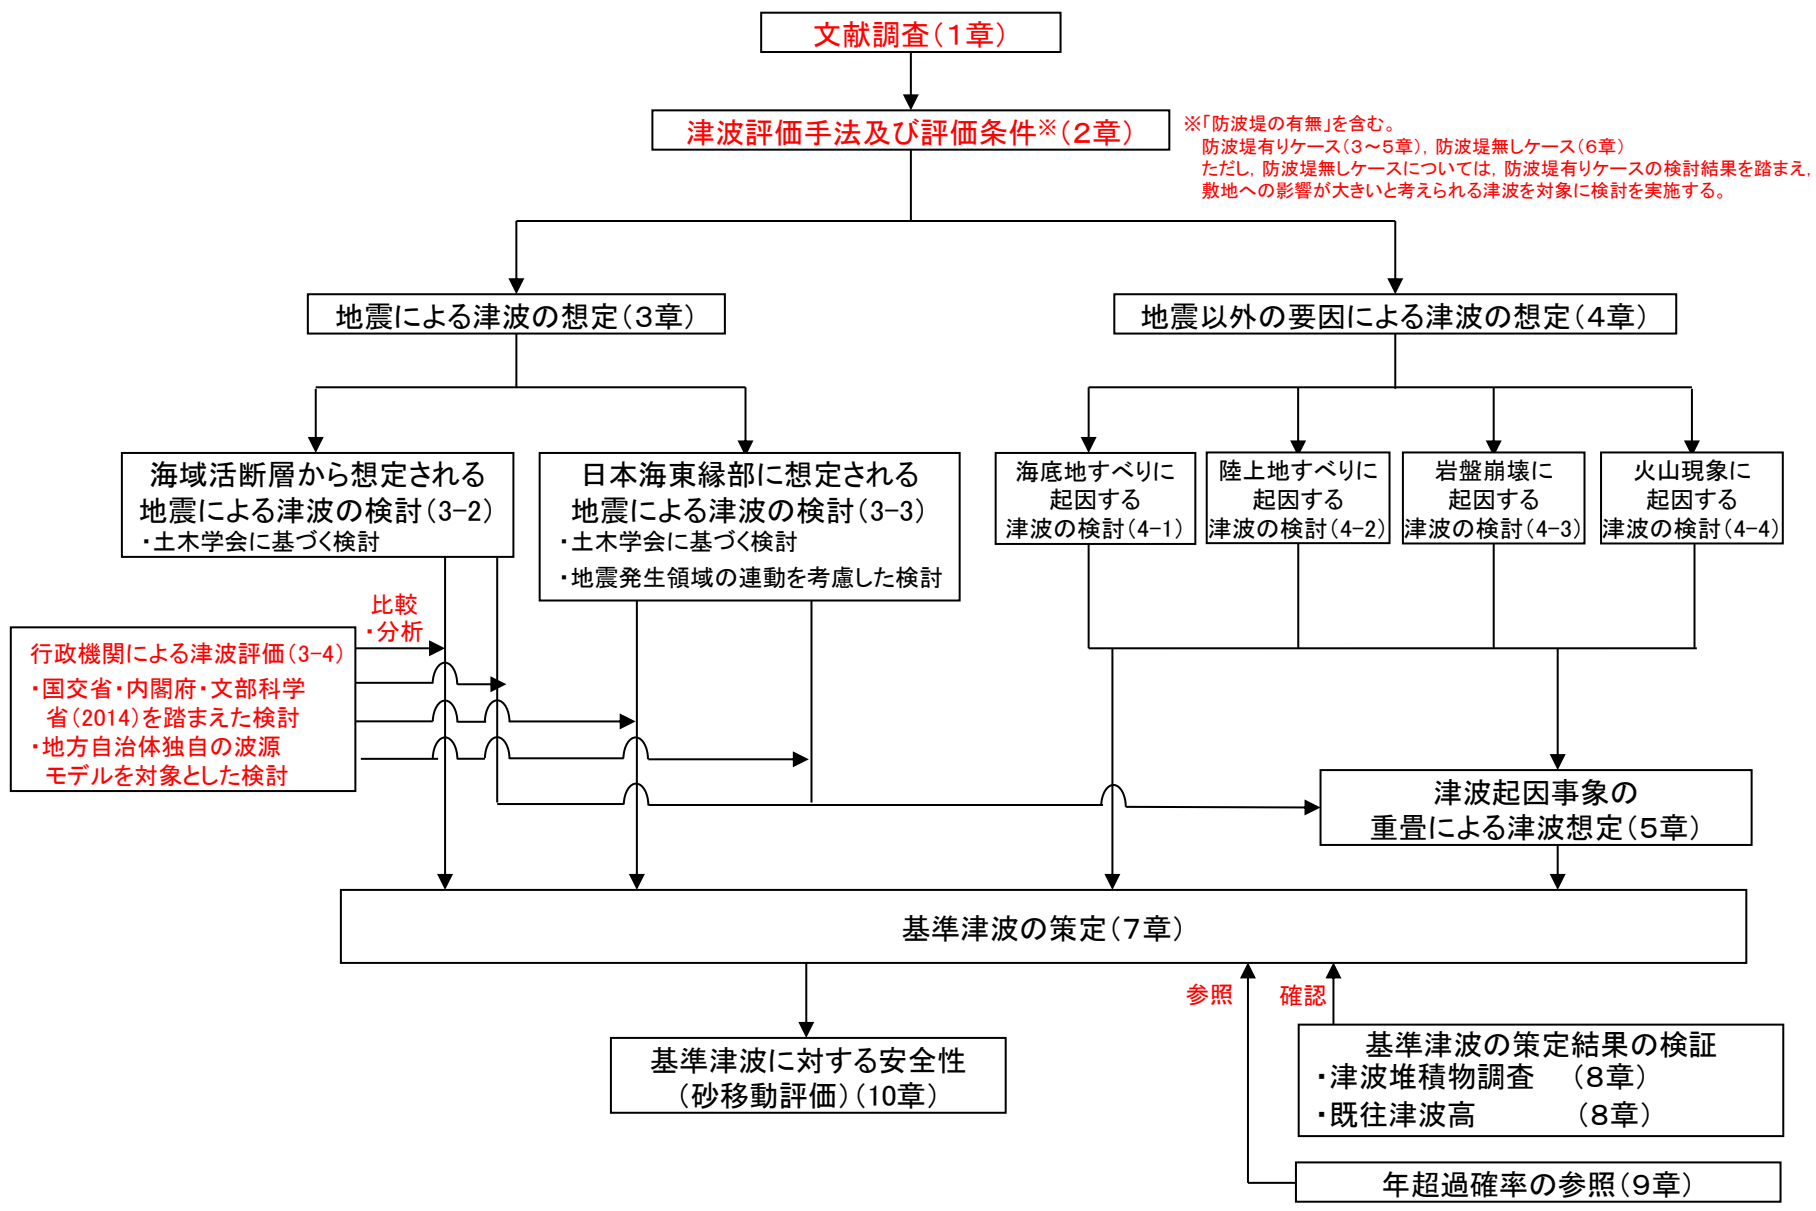 文献調査(1章)
津波評価手法及び評価条件※(2章)
※「防波堤の有無」を含む。
防波堤有りケース(3～5章), 防波堤無しケース(6章)
ただし, 防波堤無しケースについては, 防波堤有りケースの検討結果を踏まえ,
敷地への影響が大きいと考えられる津波を対象に検討を実施する。
地震による津波の想定(3章)
地震以外の要因による津波の想定(4章)
海域活断層から想定される
地震による津波の検討(3-2)
・土木学会に基づく検討
日本海東縁部に想定される
地震による津波の検討(3-3)
・土木学会に基づく検討
・地震発生領域の連動を考慮した検討
海底地すべりに
起因する
津波の検討(4-1)
陸上地すべりに
起因する
津波の検討(4-2)
岩盤崩壊に
起因する
津波の検討(4-3)
火山現象に
起因する
津波の検討(4-4)
比較
・分析
行政機関による津波評価(3-4)
・国交省・内閣府・文部科学
省(2014)を踏まえた検討
・地方自治体独自の波源
モデルを対象とした検討
津波起因事象の
重畳による津波想定(5章)
基準津波の策定(7章)
参照
確認
基準津波に対する安全性
(砂移動評価)(10章)
基準津波の策定結果の検証
・津波堆積物調査 (8章)
・既往津波高 (8章)
年超過確率の参照(9章)